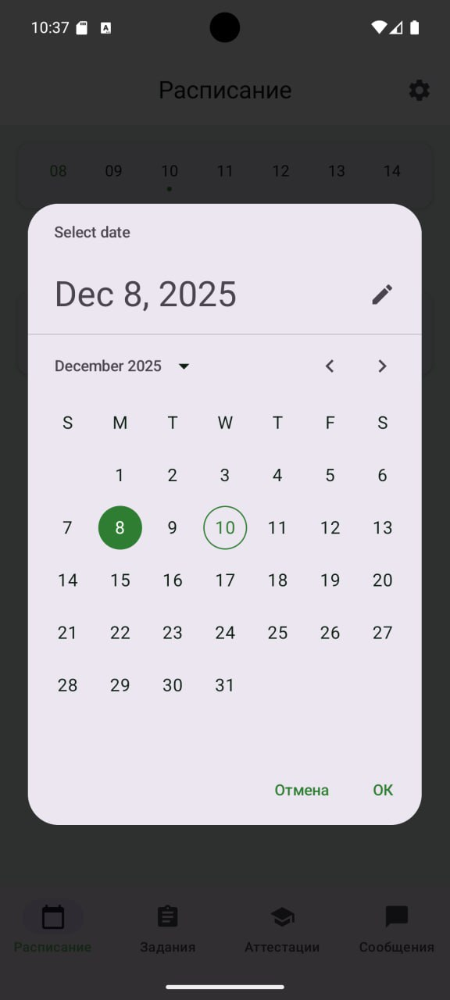 10:37
Расписание
08 09 10 11 12 13 14
Select date
Dec 8, 2025
December 2025
S M T W T F S
1 2 3 4 5 6
7 8 9 10 11 12 13
14 15 16 17 18 19 20
21 22 23 24 25 26 27
28 29 30 31
Отмена ОК
Расписание Задания Аттестации Сообщения